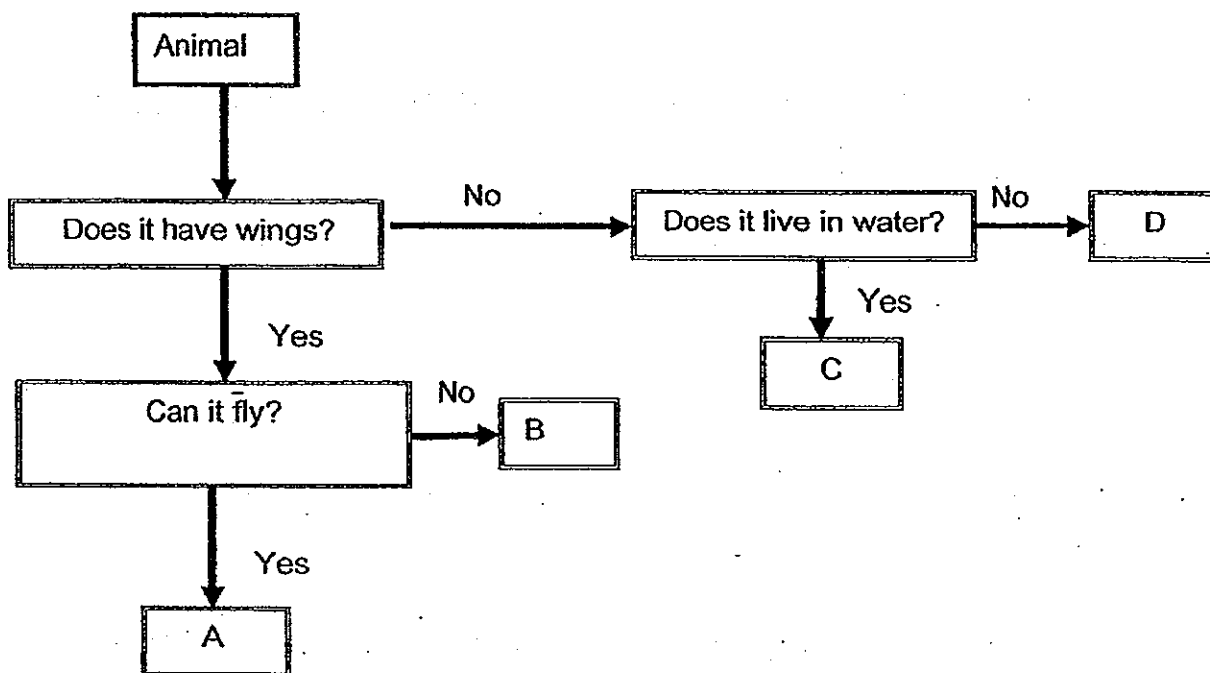 Animal
Does it have wings?
No
Does it live in water?
No
D
Yes
Yes
C
Can it fly?
No
B
Yes
A